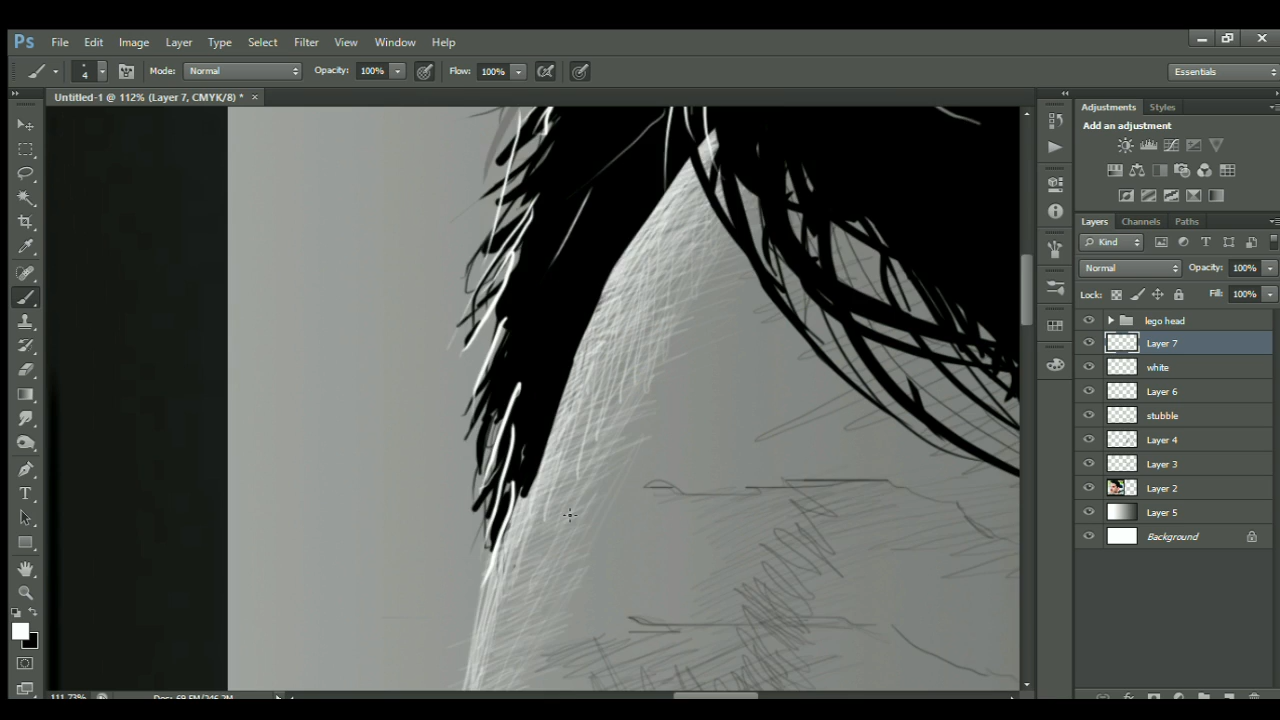 Ps File Edit Image Layer Type Select Filter View Window Help
4 Mode: Normal Opacity: 100% Flow: 100% Essentials
Untitled-1 @ 112% (Layer 7, CMYK/8) * ×
Adjustments Styles
Add an adjustment
Layers Channels Paths
Kind
Normal Opacity: 100%
Lock: Fill: 100%
lego head
Layer 7
white
Layer 6
stubble
Layer 4
Layer 3
Layer 2
Layer 5
Background
111.73%